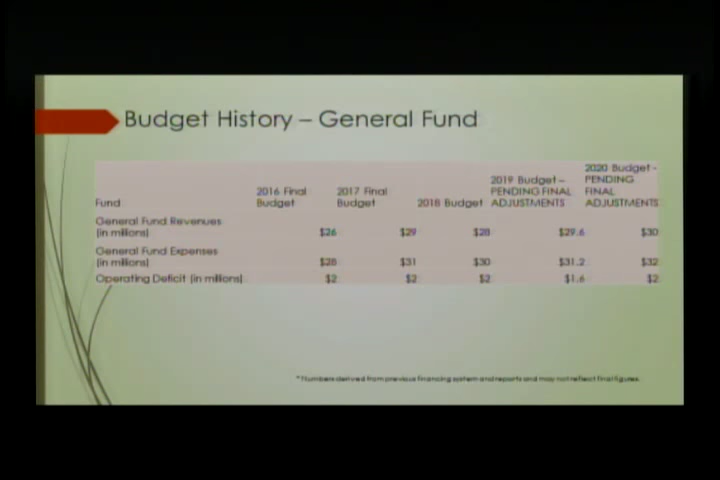 Budget History – General Fund
2020 Budget -
2019 Budget – PENDING
2016 Final 2017 Final PENDING FINAL FINAL
Fund Budget Budget 2018 Budget ADJUSTMENTS ADJUSTMENTS
General Fund Revenues
(in millions) $26 $29 $28 $29.6 $30
General Fund Expenses
(in millions) $28 $31 $30 $31.2 $32
Operating Deficit (in millions) $2 $2 $2 $1.6 $2
* Numbers derived from previous financing system and reports and may not reflect final figures.